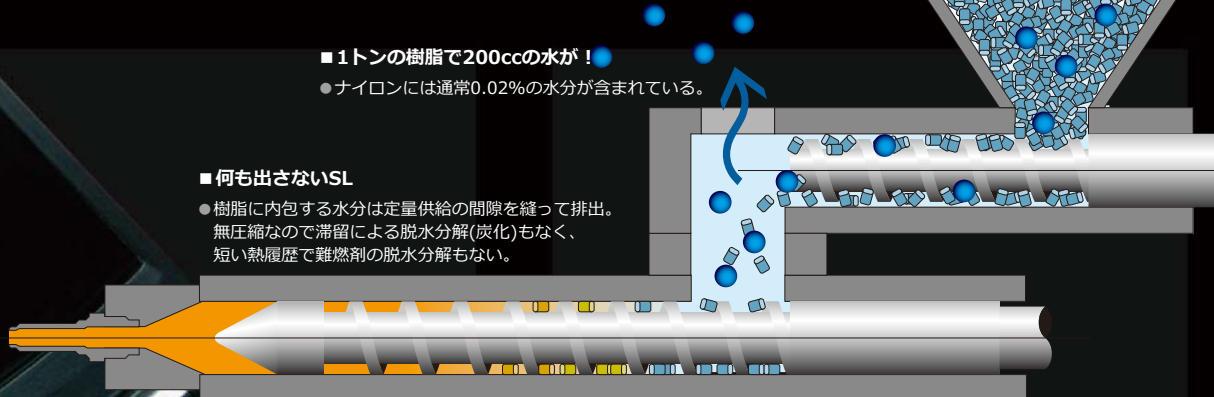 ■1トンの樹脂で200ccの水が！
●ナイロンには通常0.02%の水分が含まれている。
■何も出さないSL
●樹脂に内包する水分は定量供給の間隙を縫って排出。
無圧縮なので滞留による脱水分解(炭化)もなく、
短い熱履歴で難燃剤の脱水分解もない。